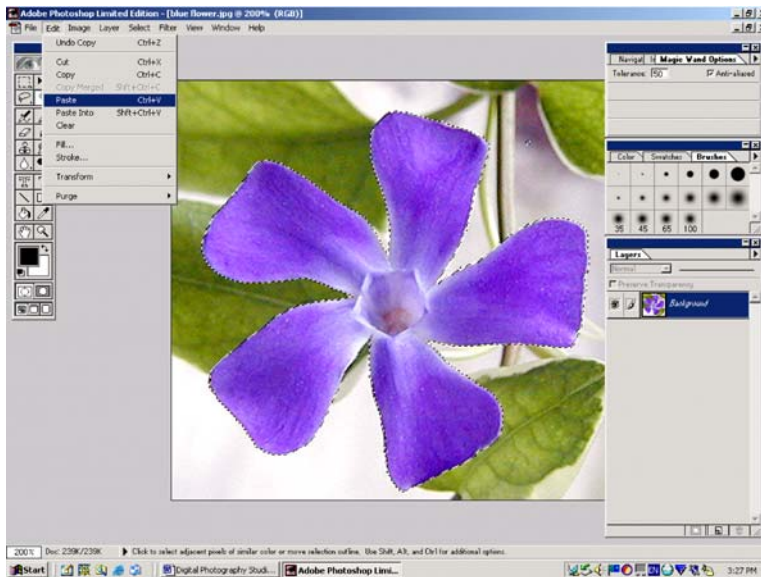 Adobe Photoshop Limited Edition - [blue flower.jpg @ 200% (RGB)]
File Edit Image Layer Select Filter View Window Help
Undo Copy Ctrl+Z
Cut Ctrl+X
Copy Ctrl+C
Copy Merged Shft+Ctrl+C
Paste Ctrl+V
Paste Into Shft+Ctrl+V
Clear
Fill...
Stroke...
Transform
Purge
Navigat Magic Wand Options
Tolerance: 50 Anti-aliased
Color Swatches Brushes
35 45 65 100
Layers
Normal
Preserve Transparency
Background
200% Doc: 239K/239K Click to select adjacent pixels of similar color or move selection outline. Use Shift, Alt, and Ctrl for additional options.
Start Digital Photography Studi... Adobe Photoshop Limi... EN 3:27 PM